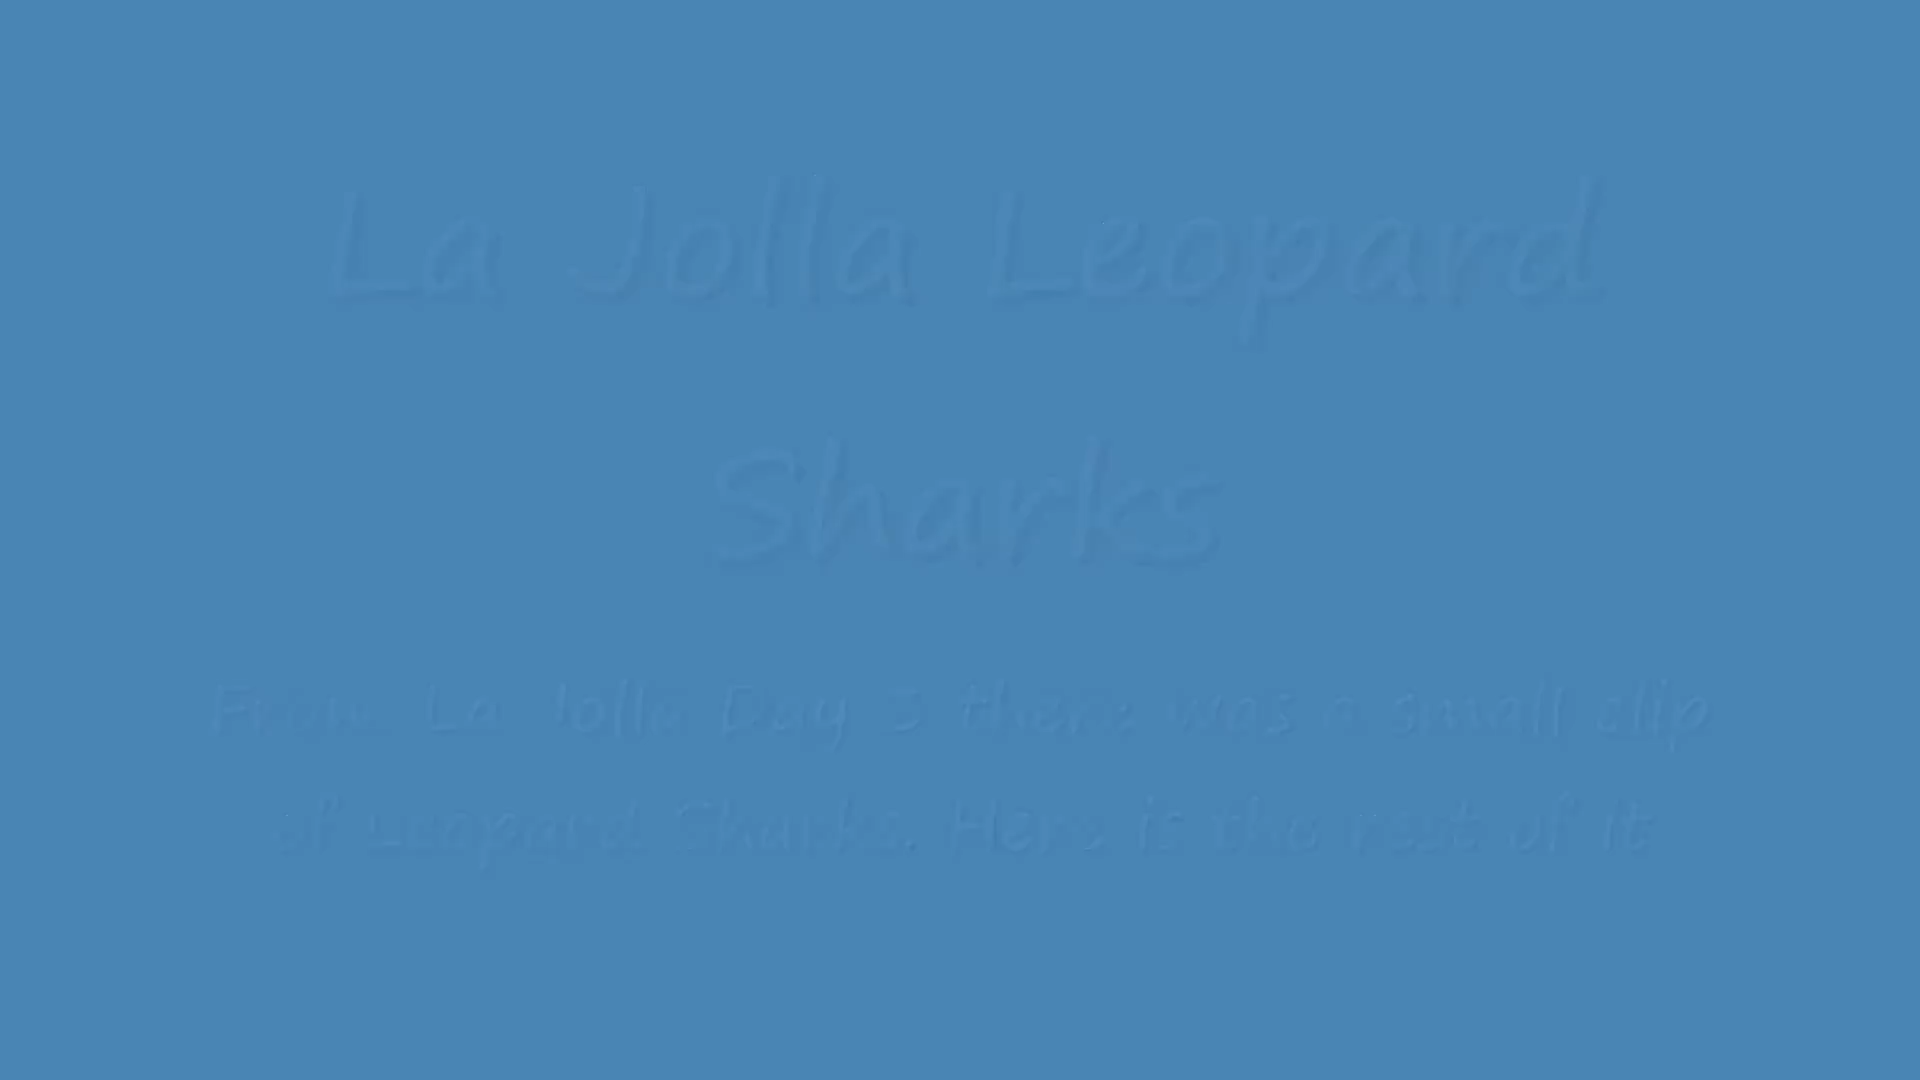 La Jolla Leopard
Sharks
From La Jolla Day 3 there was a small clip
of Leopard Sharks. Here is the rest of it